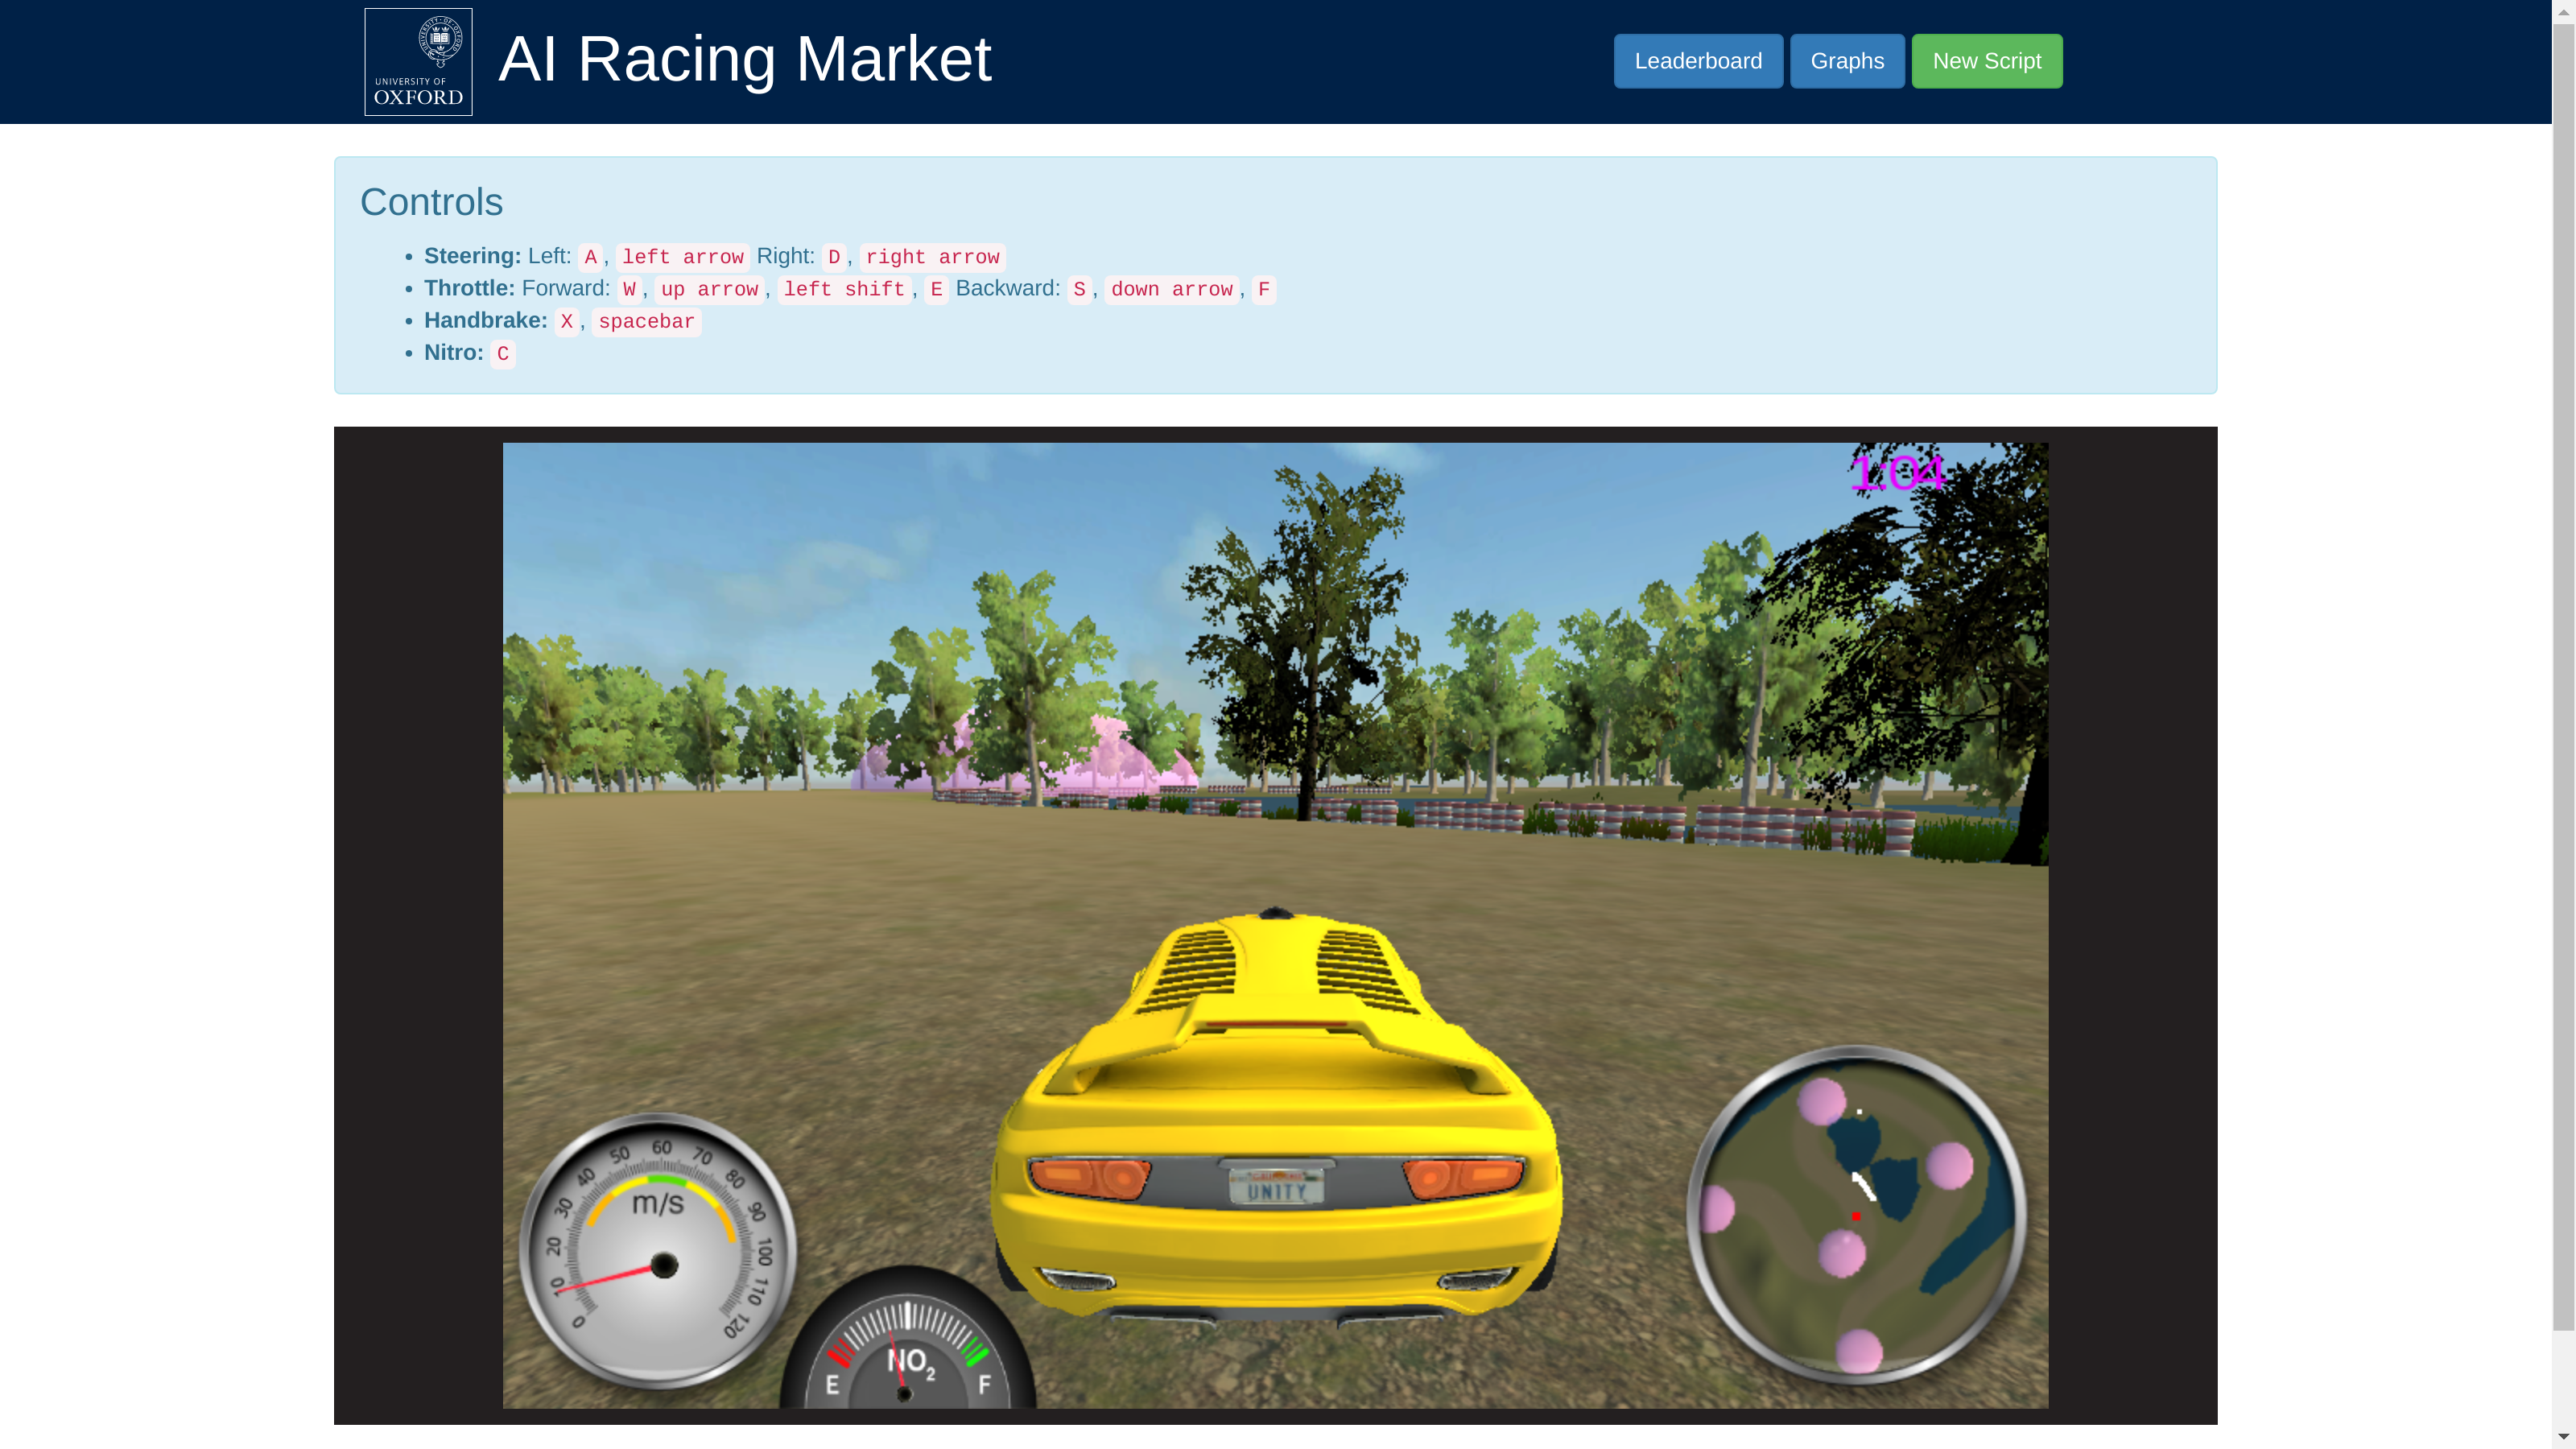 UNIVERSITY OF
OXFORD
AI Racing Market
Leaderboard
Graphs
New Script
Controls
Steering: Left: A, left arrow Right: D, right arrow
Throttle: Forward: W, up arrow, left shift, E Backward: S, down arrow, F
Handbrake: X, spacebar
Nitro: C
1:04
UNITY
0 10 20 30 40 50 60 70 80 90 100 110 120
m/s
NO2
E F